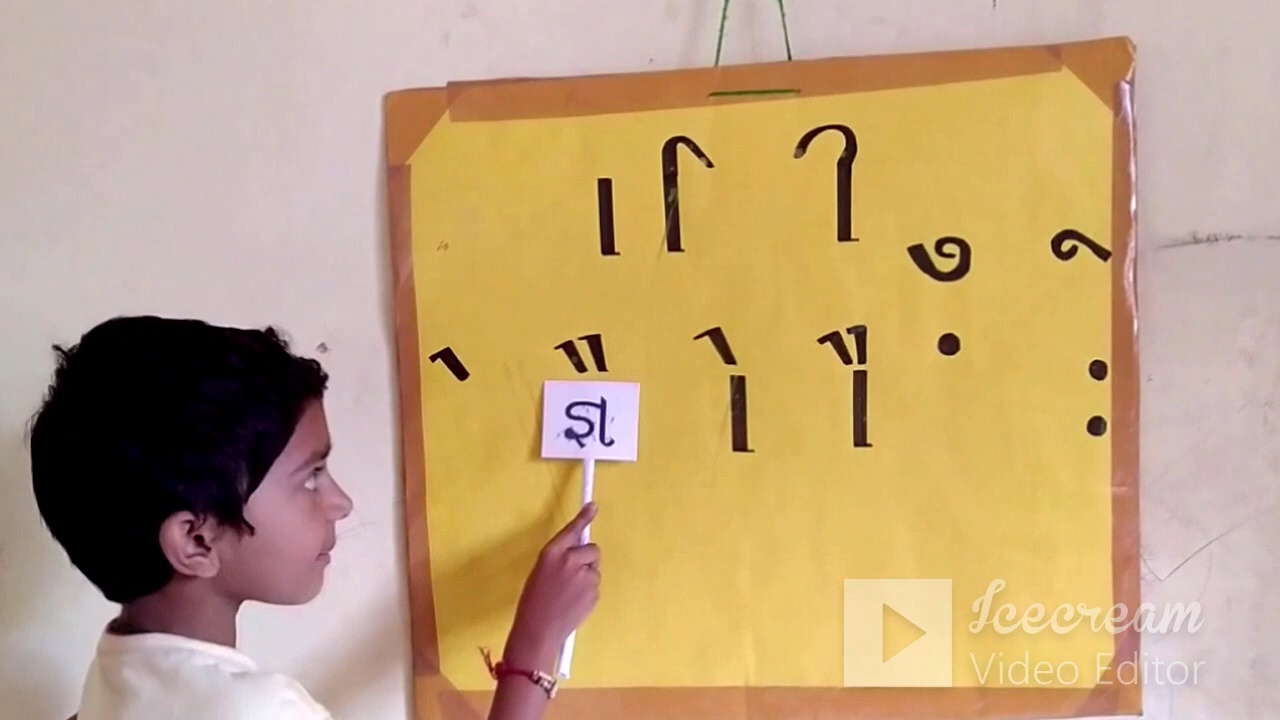 ા િ ી ુ ૂ
ે ૈ ો ૌ ં ઃ
જ્ઞ
Icecream
Video Editor